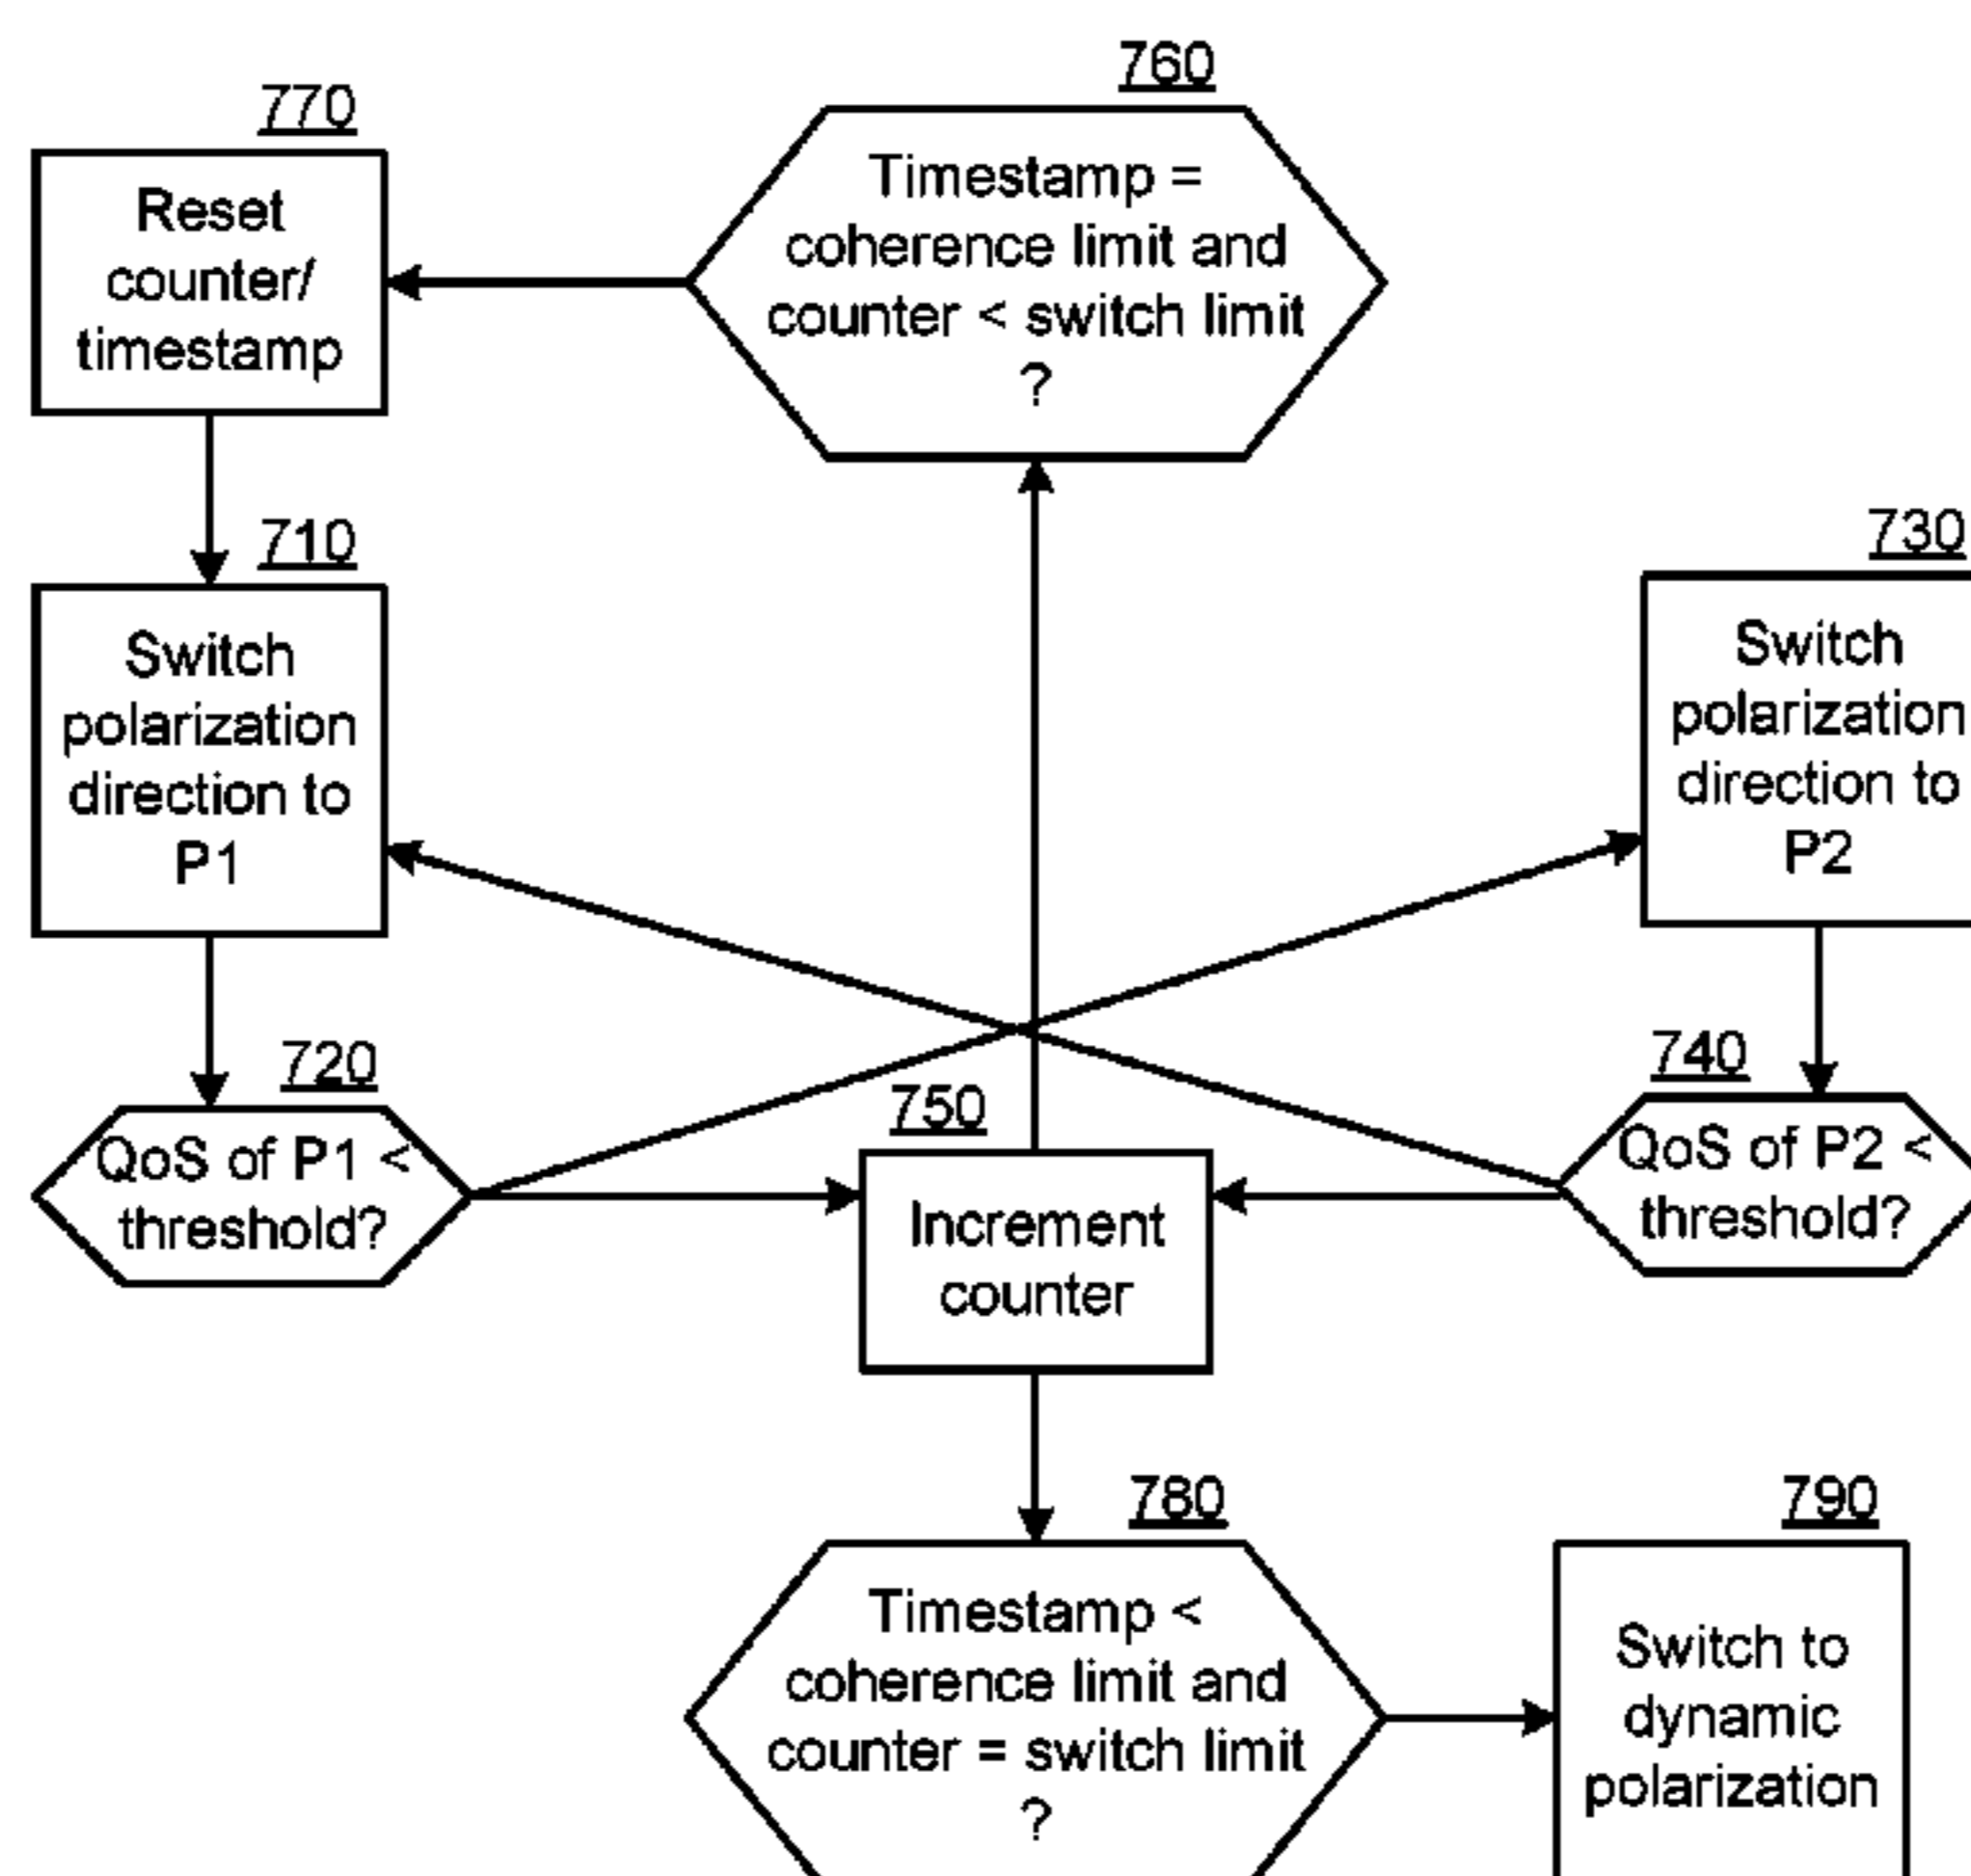 760
Timestamp =
coherence limit and
counter < switch limit
?
770
Reset
counter/
timestamp
710
Switch
polarization
direction to
P1
730
Switch
polarization
direction to
P2
720
QoS of P1 <
threshold?
740
QoS of P2 <
threshold?
750
Increment
counter
780
Timestamp <
coherence limit and
counter = switch limit
?
790
Switch to
dynamic
polarization